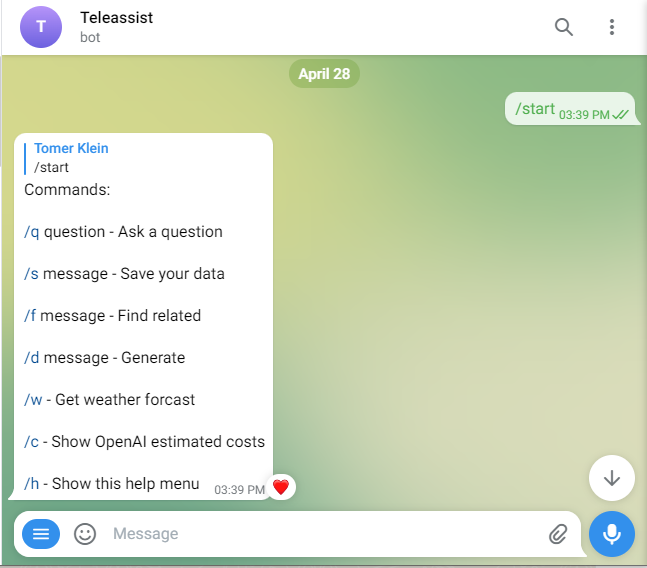 T
Teleassist
bot
April 28
/start 03:39 PM
Tomer Klein
/start
Commands:
/q question - Ask a question
/s message - Save your data
/f message - Find related
/d message - Generate
/w - Get weather forcast
/c - Show OpenAI estimated costs
/h - Show this help menu 03:39 PM
Message